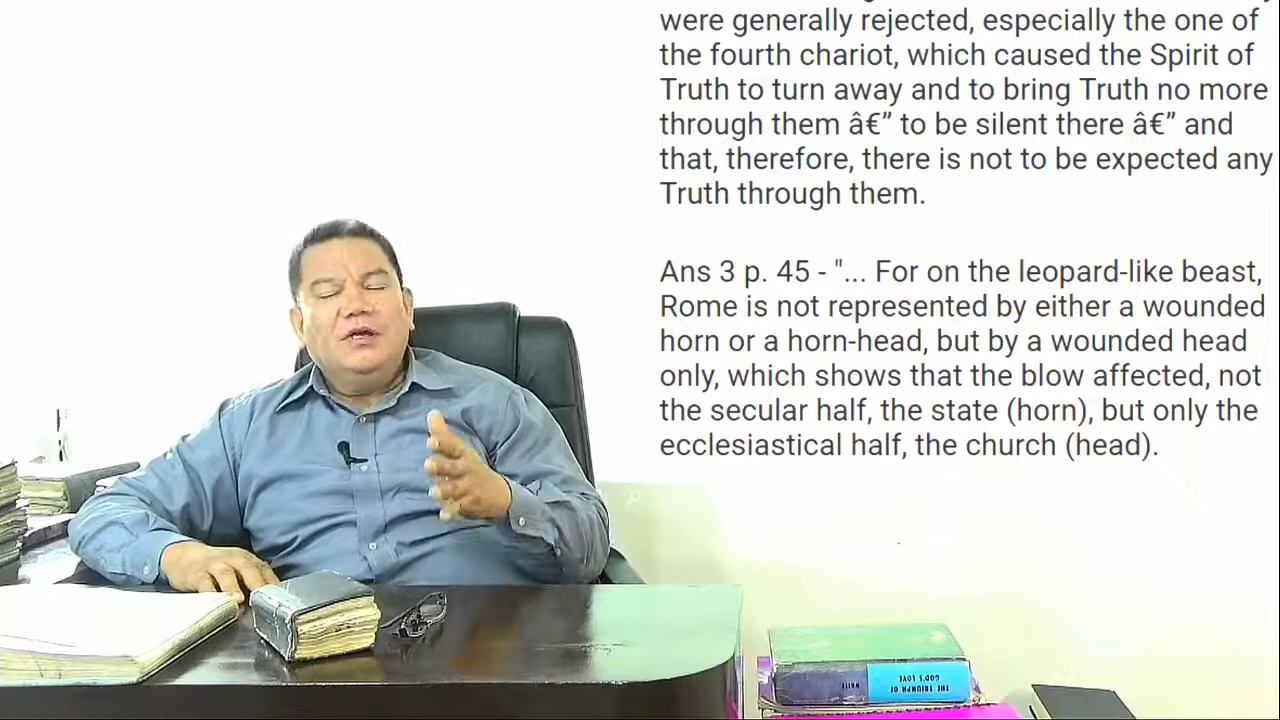 were generally rejected, especially the one of
the fourth chariot, which caused the Spirit of
Truth to turn away and to bring Truth no more
through them â€” to be silent there â€” and
that, therefore, there is not to be expected any
Truth through them.
Ans 3 p. 45 - "... For on the leopard-like beast,
Rome is not represented by either a wounded
horn or a horn-head, but by a wounded head
only, which shows that the blow affected, not
the secular half, the state (horn), but only the
ecclesiastical half, the church (head).
THE TRIUMPH OF
GOD'S LOVE
WHITE